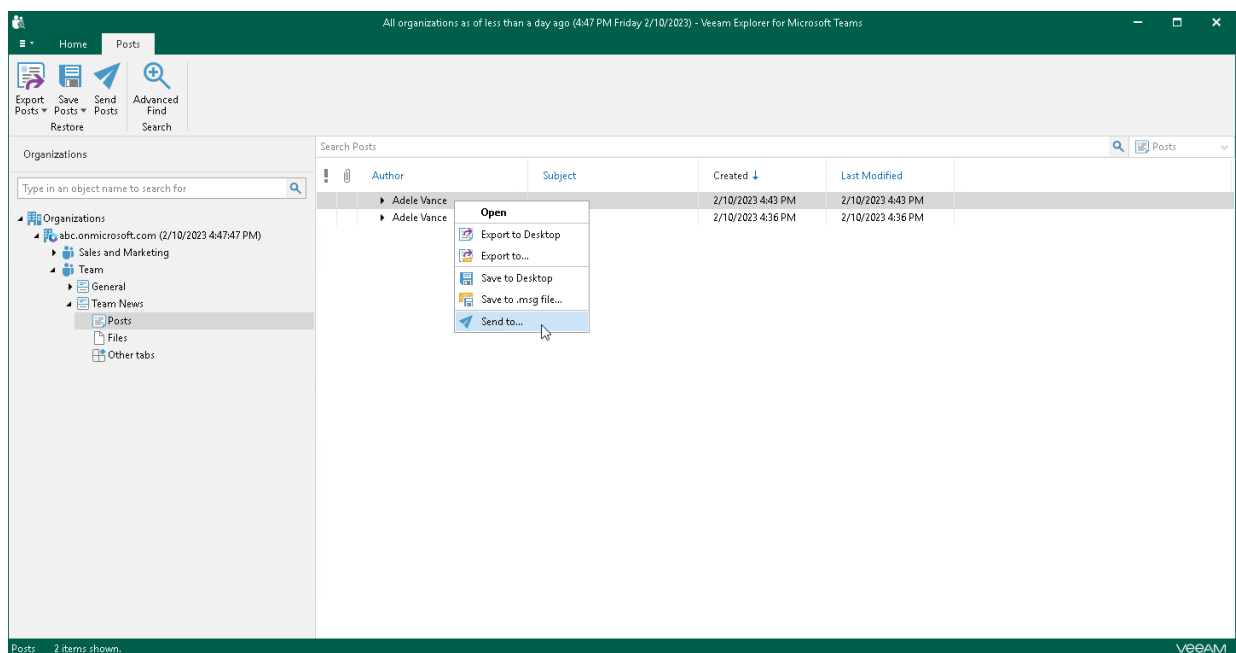 All organizations as of less than a day ago (4:47 PM Friday 2/10/2023) - Veeam Explorer for Microsoft Teams
Home Posts
Export Posts Save Posts Send Posts Advanced Find
Restore Search
Organizations
Type in an object name to search for
Organizations
abc.onmicrosoft.com (2/10/2023 4:47:47 PM)
Sales and Marketing
Team
General
Team News
Posts
Files
Other tabs
Search Posts Posts
Author Subject Created Last Modified
Adele Vance 2/10/2023 4:43 PM 2/10/2023 4:43 PM
Adele Vance 2/10/2023 4:36 PM 2/10/2023 4:36 PM
Open
Export to Desktop
Export to...
Save to Desktop
Save to .msg file...
Send to...
Posts 2 items shown. veeam